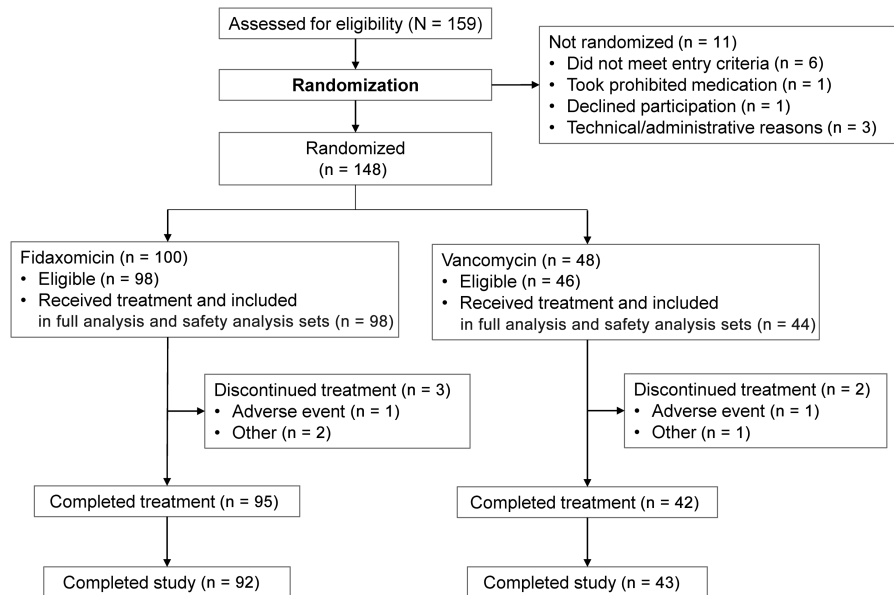 Assessed for eligibility (N = 159)
Not randomized (n = 11)
• Did not meet entry criteria (n = 6)
• Took prohibited medication (n = 1)
• Declined participation (n = 1)
• Technical/administrative reasons (n = 3)
Randomization
Randomized
(n = 148)
Fidaxomicin (n = 100)
• Eligible (n = 98)
• Received treatment and included
in full analysis and safety analysis sets (n = 98)
Vancomycin (n = 48)
• Eligible (n = 46)
• Received treatment and included
in full analysis and safety analysis sets (n = 44)
Discontinued treatment (n = 3)
• Adverse event (n = 1)
• Other (n = 2)
Discontinued treatment (n = 2)
• Adverse event (n = 1)
• Other (n = 1)
Completed treatment (n = 95)
Completed treatment (n = 42)
Completed study (n = 92)
Completed study (n = 43)